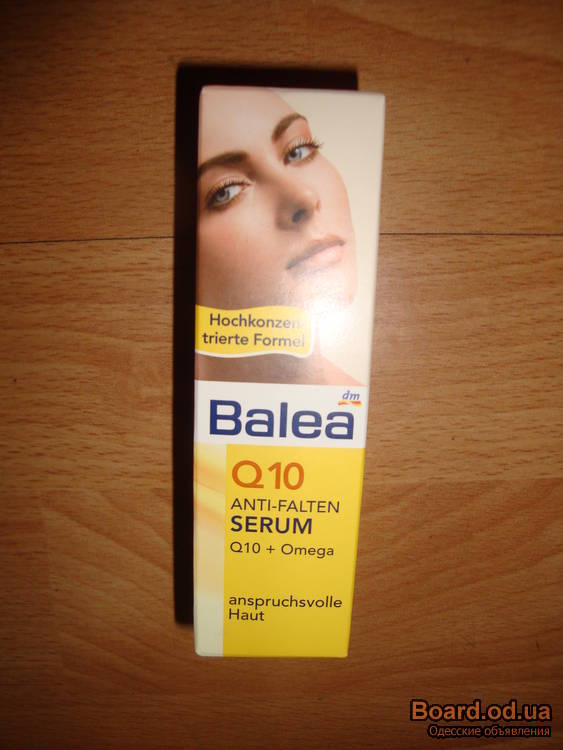 Hochkonzen-
trierte Formel
dm
Balea
Q10
ANTI-FALTEN
SERUM
Q10 + Omega
anspruchsvolle
Haut
Board.od.ua
Одесские объявления